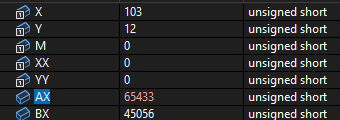 X 103 unsigned short
Y 12 unsigned short
M 0 unsigned short
XX 0 unsigned short
YY 0 unsigned short
AX 65433 unsigned short
BX 45056 unsigned short